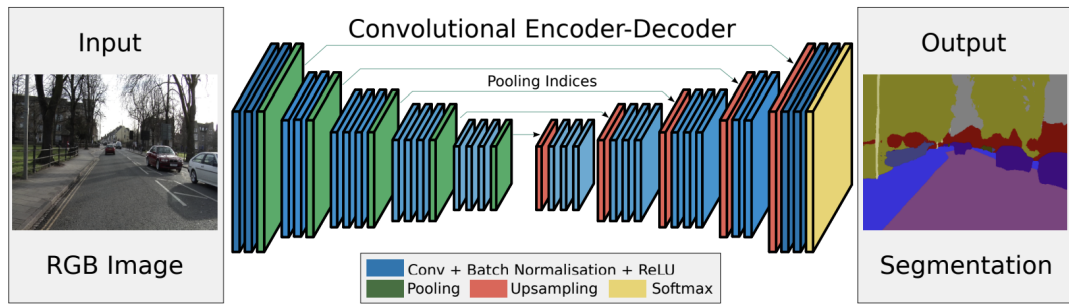 Input
RGB Image
Convolutional Encoder-Decoder
Pooling Indices
Conv + Batch Normalisation + ReLU
Pooling Upsampling Softmax
Output
Segmentation